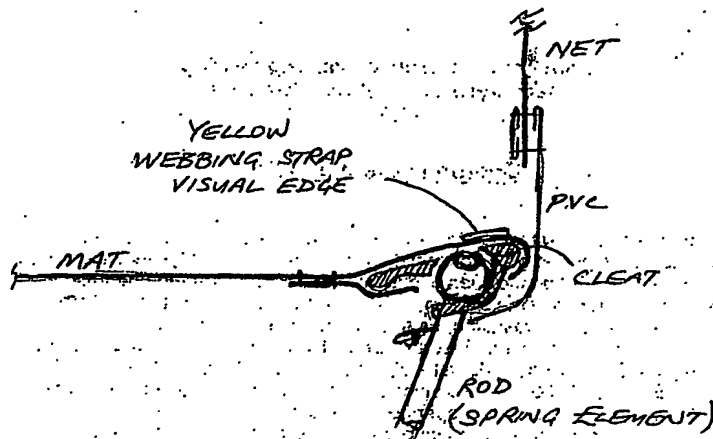 NET
YELLOW
WEBBING STRAP
VISUAL EDGE
PVC
MAT
CLEAT
ROD
(SPRING ELEMENT)